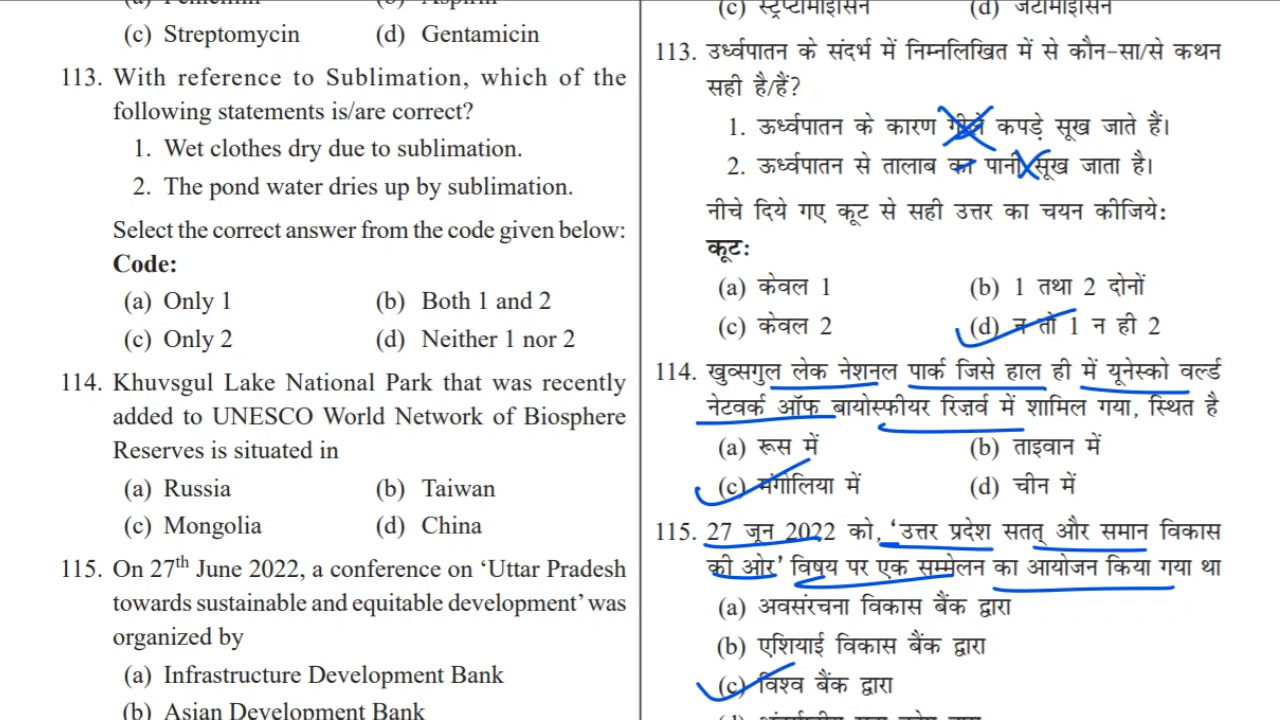 (c) Streptomycin (d) Gentamicin
113. With reference to Sublimation, which of the
following statements is/are correct?
1. Wet clothes dry due to sublimation.
2. The pond water dries up by sublimation.
Select the correct answer from the code given below:
Code:
(a) Only 1 (b) Both 1 and 2
(c) Only 2 (d) Neither 1 nor 2
114. Khuvsgul Lake National Park that was recently
added to UNESCO World Network of Biosphere
Reserves is situated in
(a) Russia (b) Taiwan
(c) Mongolia (d) China
115. On 27th June 2022, a conference on ‘Uttar Pradesh
towards sustainable and equitable development’ was
organized by
(a) Infrastructure Development Bank
(b) Asian Development Bank
(c) स्ट्रेप्टोमाइसिन (d)
113. उर्ध्वपातन के संदर्भ में निम्नलिखित में से कौन-सा/से कथन
सही है/हैं?
1. ऊर्ध्वपातन के कारण गीले कपड़े सूख जाते हैं।
2. ऊर्ध्वपातन से तालाब का पानी सूख जाता है।
नीचे दिये गए कूट से सही उत्तर का चयन कीजिये:
कूट:
(a) केवल 1 (b) 1 तथा 2 दोनों
(c) केवल 2 (d) न तो 1 न ही 2
114. खुव्सगुल लेक नेशनल पार्क जिसे हाल ही में यूनेस्को वर्ल्ड
नेटवर्क ऑफ बायोस्फीयर रिज़र्व में शामिल गया, स्थित है
(a) रूस में (b) ताइवान में
(c) मंगोलिया में (d) चीन में
115. 27 जून 2022 को, ‘उत्तर प्रदेश सतत् और समान विकास
की ओर’ विषय पर एक सम्मेलन का आयोजन किया गया था
(a) अवसंरचना विकास बैंक द्वारा
(b) एशियाई विकास बैंक द्वारा
(c) विश्व बैंक द्वारा